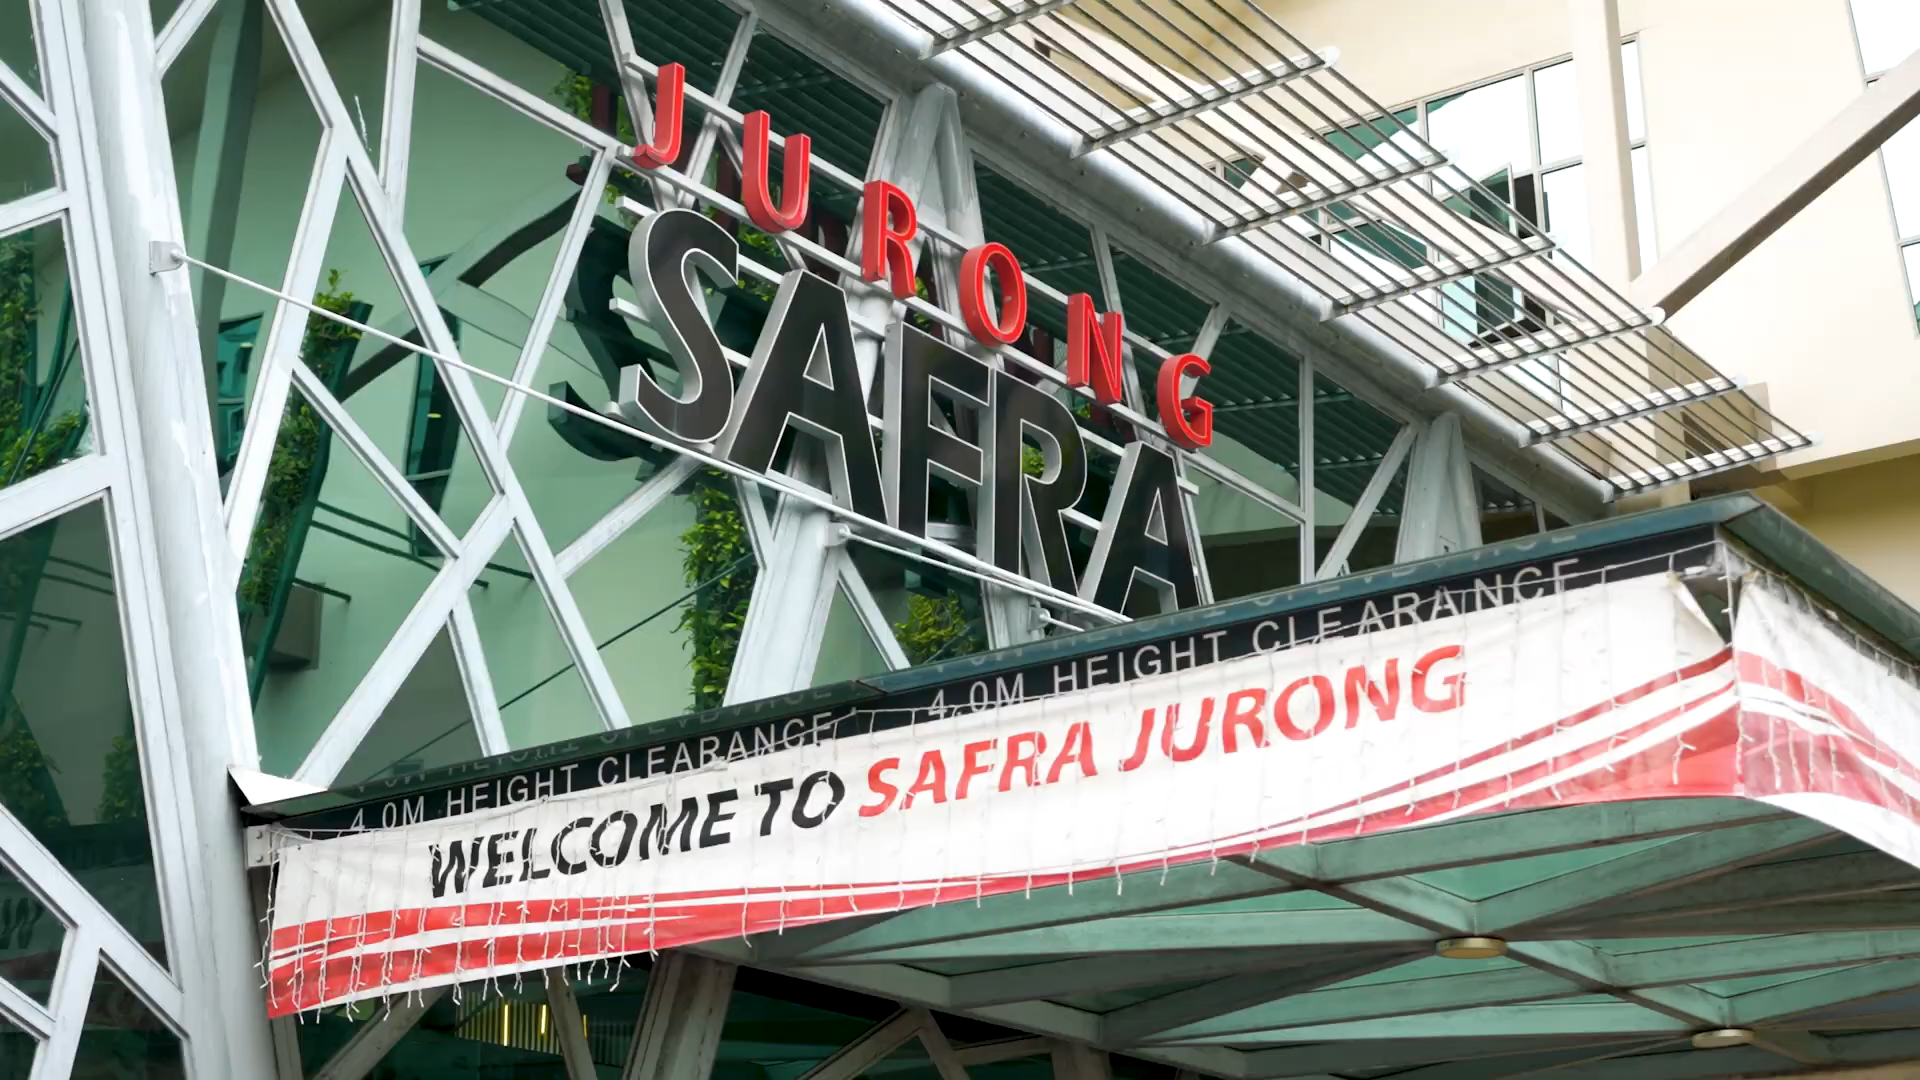 JURONG
SAFRA
4.0M HEIGHT CLEARANCE
4.0M HEIGHT CLEARANCE
WELCOME TO SAFRA JURONG